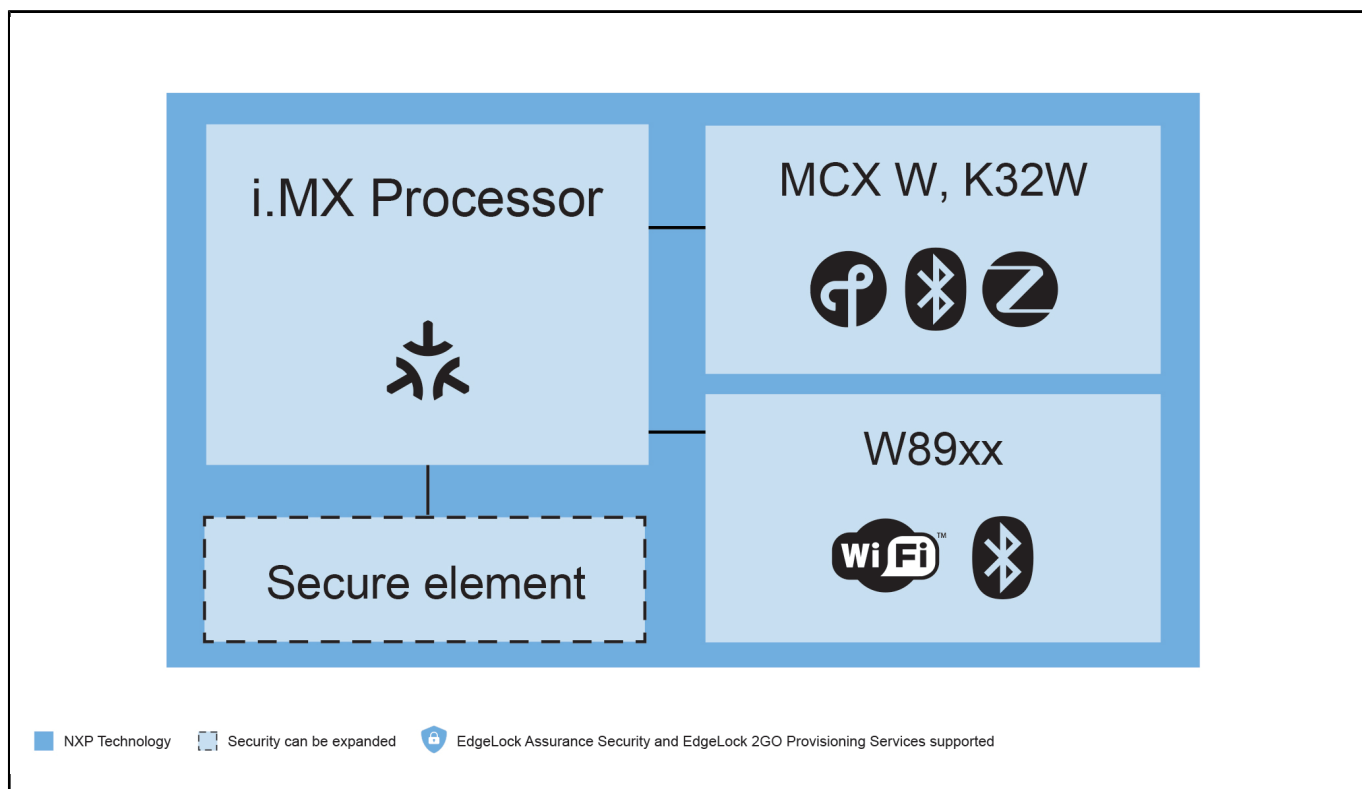 i.MX Processor
MCX W, K32W
W89xx
Wi Fi ™
Secure element
NXP Technology
Security can be expanded
EdgeLock Assurance Security and EdgeLock 2GO Provisioning Services supported